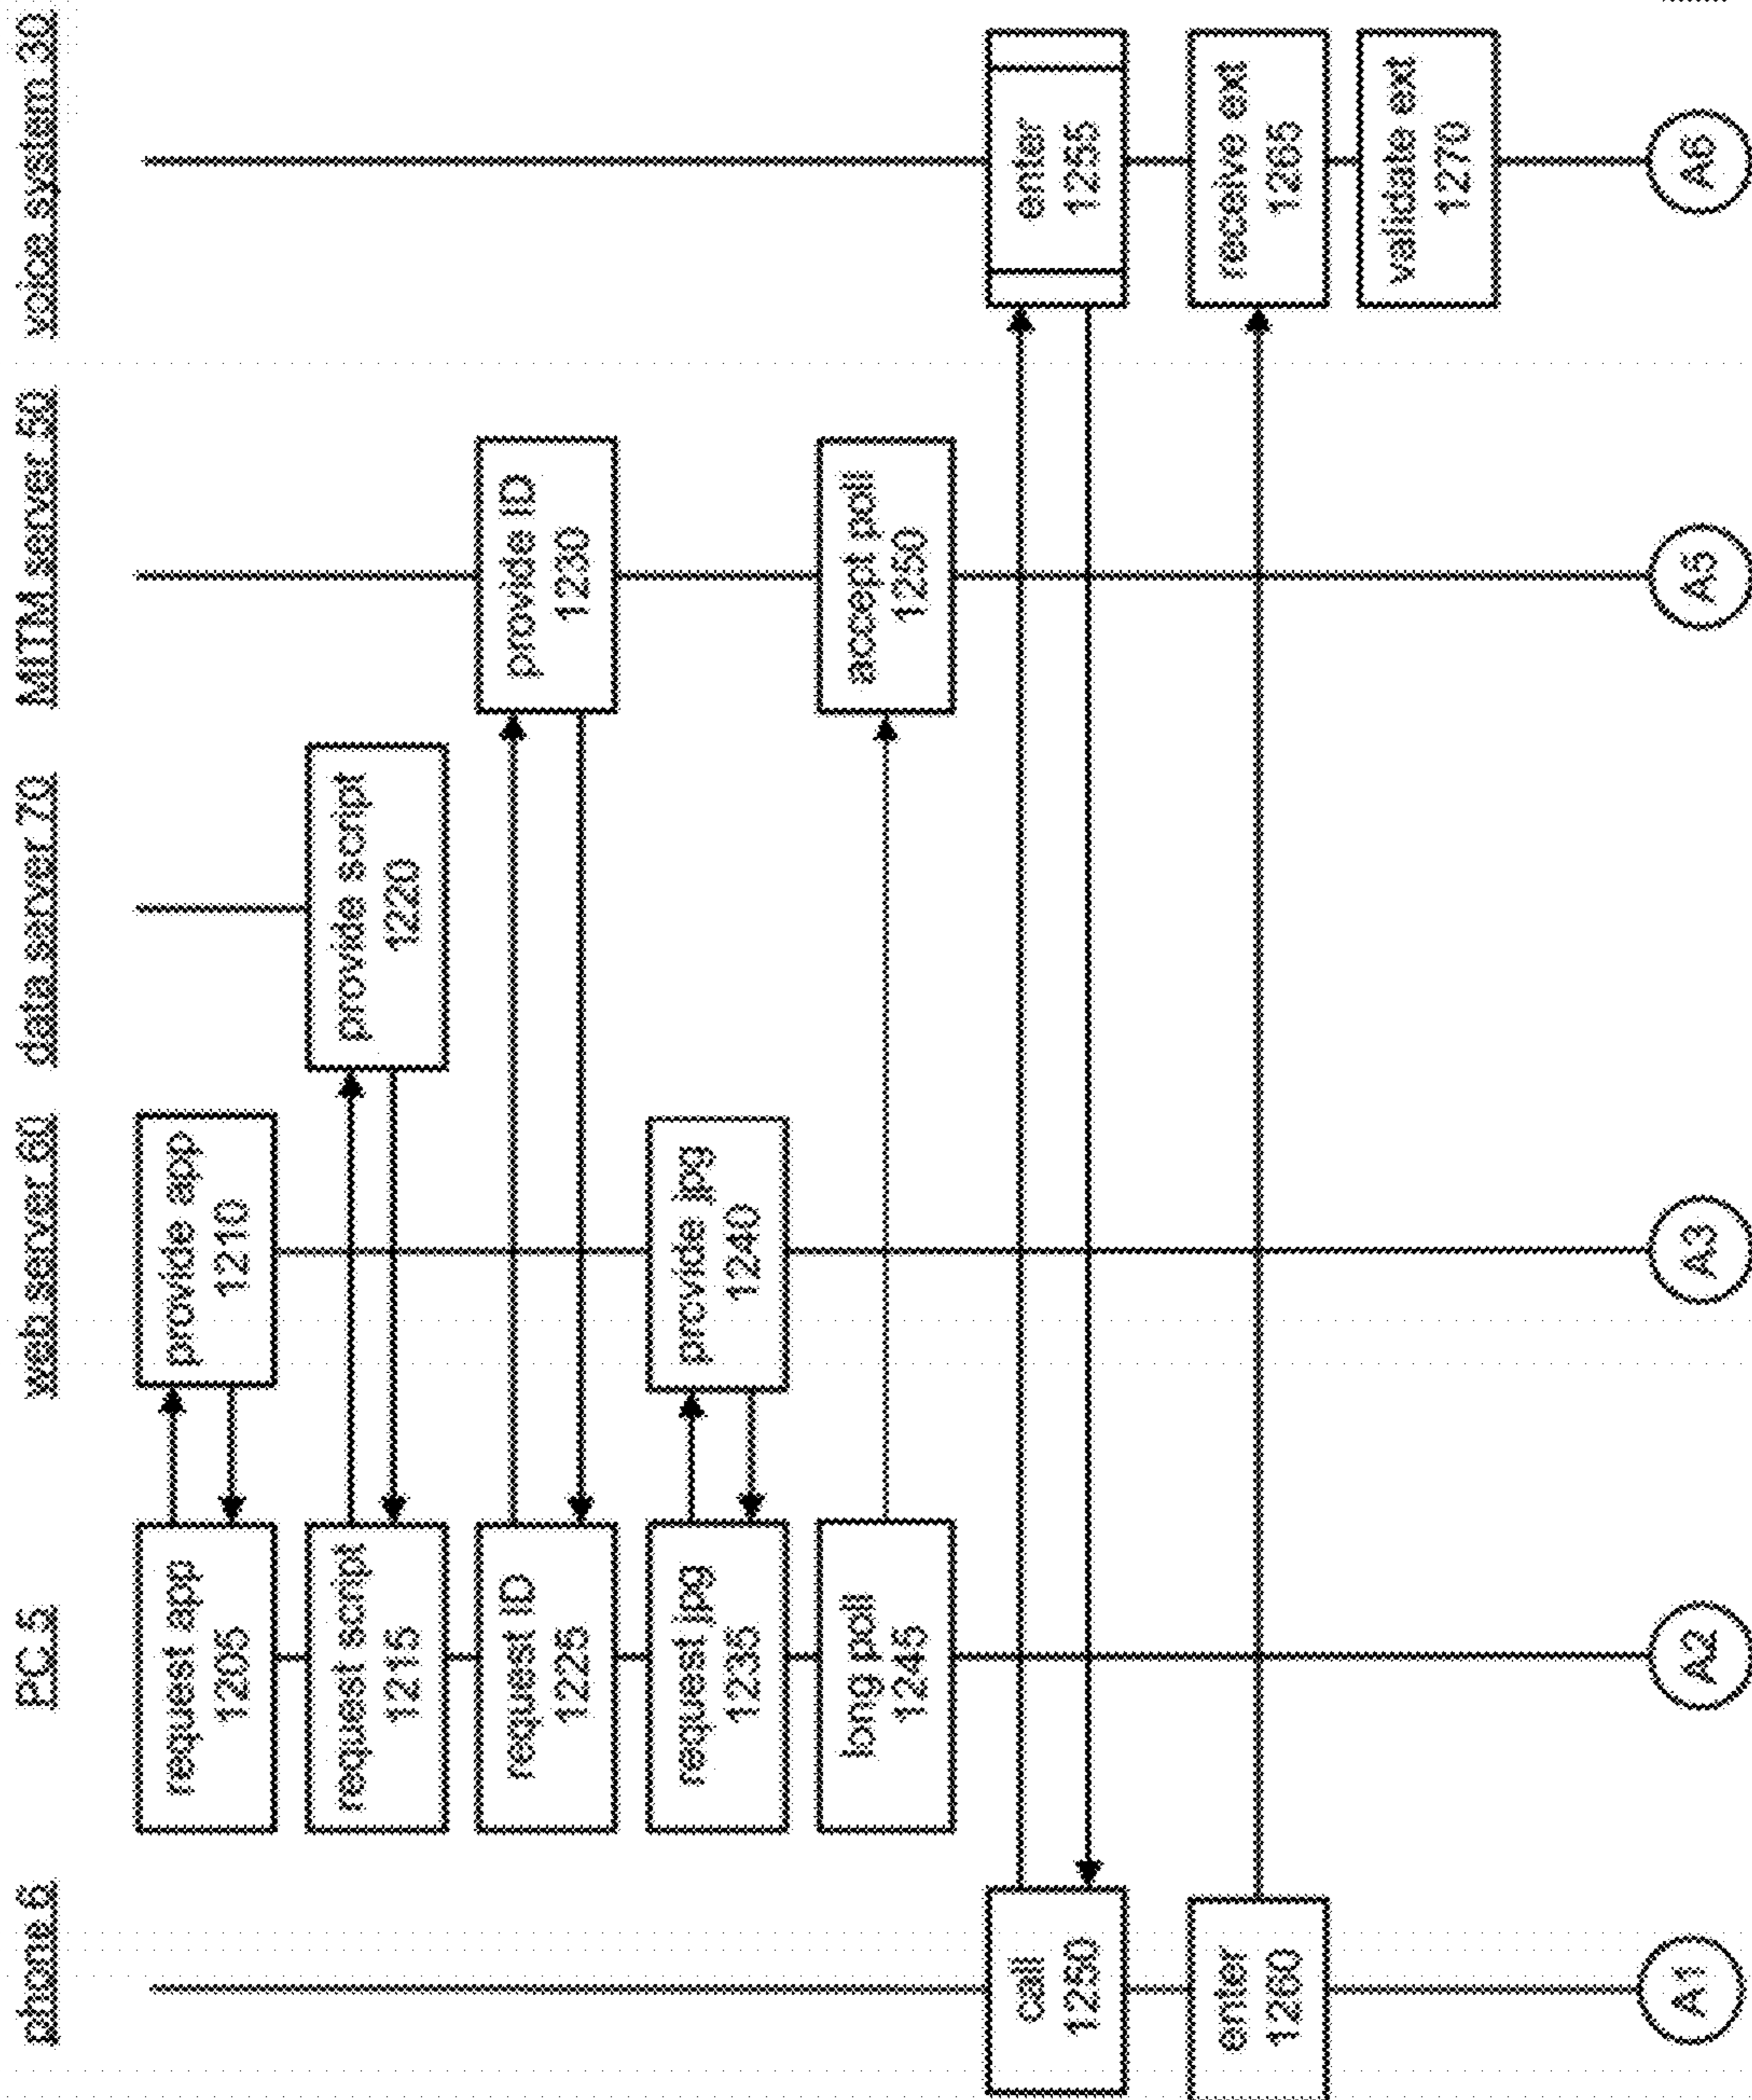 phone 6
PC 5
web server 60
data server 70
MITM server 50
voice system 30
request app
1205
provide app
1210
request script
1215
provide script
1220
request ID
1225
provide ID
1230
request jpg
1235
provide jpg
1240
long poll
1245
accept poll
1250
call
1250
enter
1255
enter
1260
receive ext
1265
validate ext
1270
A1
A2
A3
A5
A6